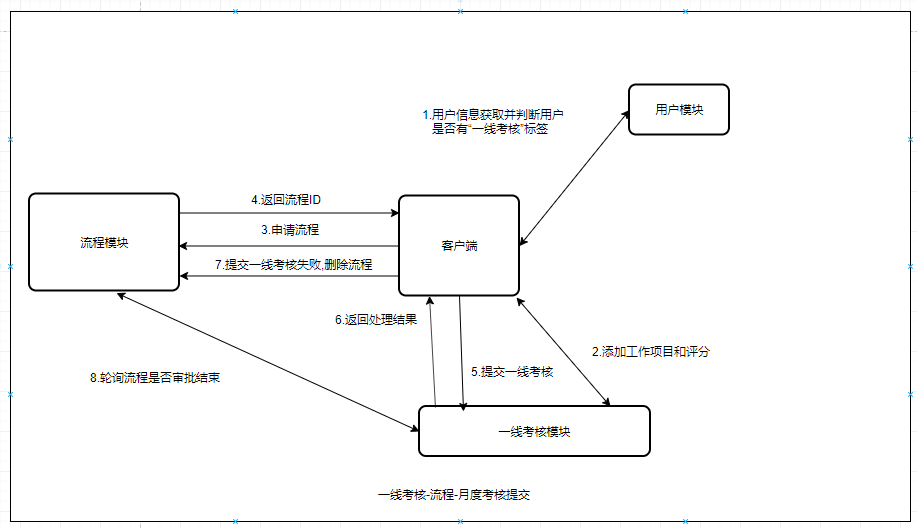 1.用户信息获取并判断用户
是否有“一线考核”标签
用户模块
4.返回流程ID
3.申请流程
流程模块
客户端
7.提交一线考核失败,删除流程
6.返回处理结果
2.添加工作项目和评分
5.提交一线考核
8.轮询流程是否审批结束
一线考核模块
一线考核-流程-月度考核提交